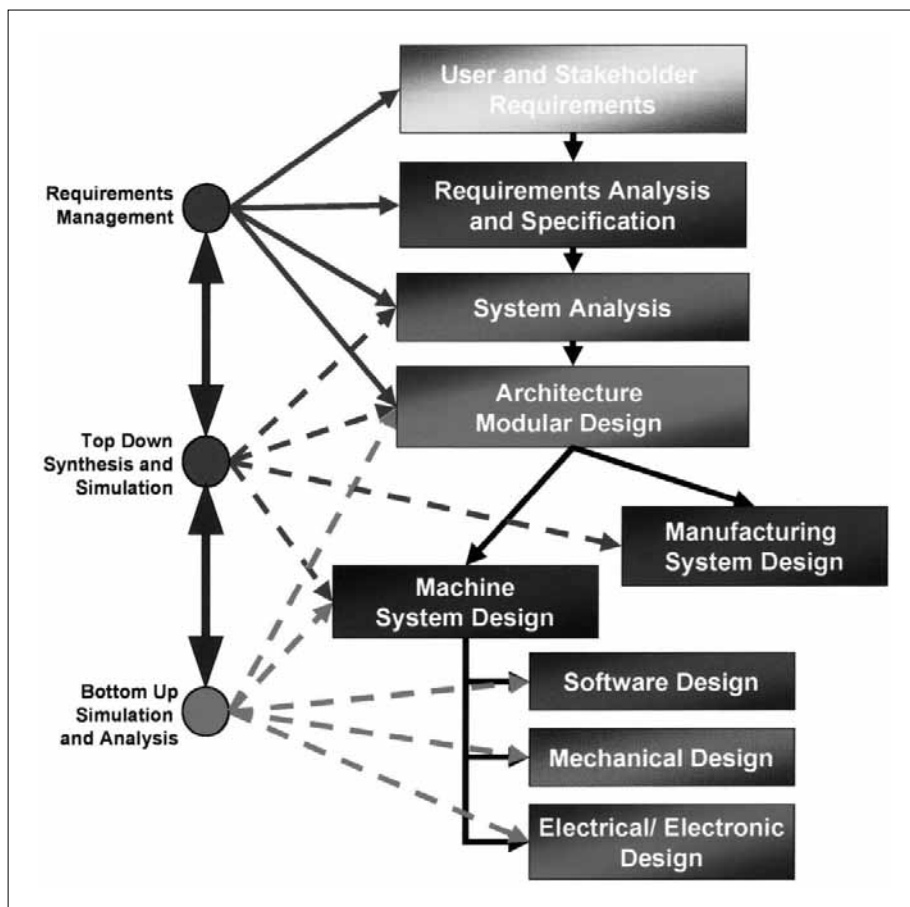 User and Stakeholder
Requirements
Requirements
Management
Requirements Analysis
and Specification
System Analysis
Architecture
Modular Design
Top Down
Synthesis and
Simulation
Manufacturing
System Design
Machine
System Design
Bottom Up
Simulation
and Analysis
Software Design
Mechanical Design
Electrical/ Electronic
Design